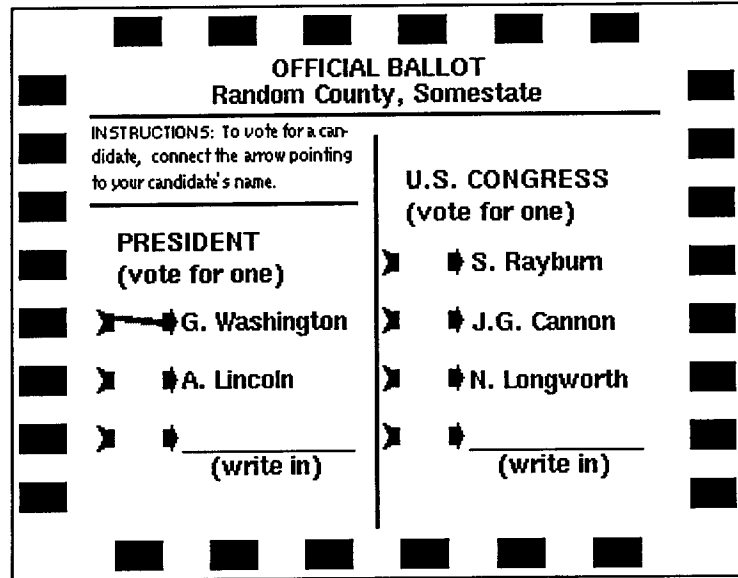 OFFICIAL BALLOT
Random County, Somestate
INSTRUCTIONS: To vote for a can-
didate, connect the arrow pointing
to your candidate's name.
PRESIDENT
(vote for one)
G. Washington
A. Lincoln
(write in)
U.S. CONGRESS
(vote for one)
S. Rayburn
J.G. Cannon
N. Longworth
(write in)